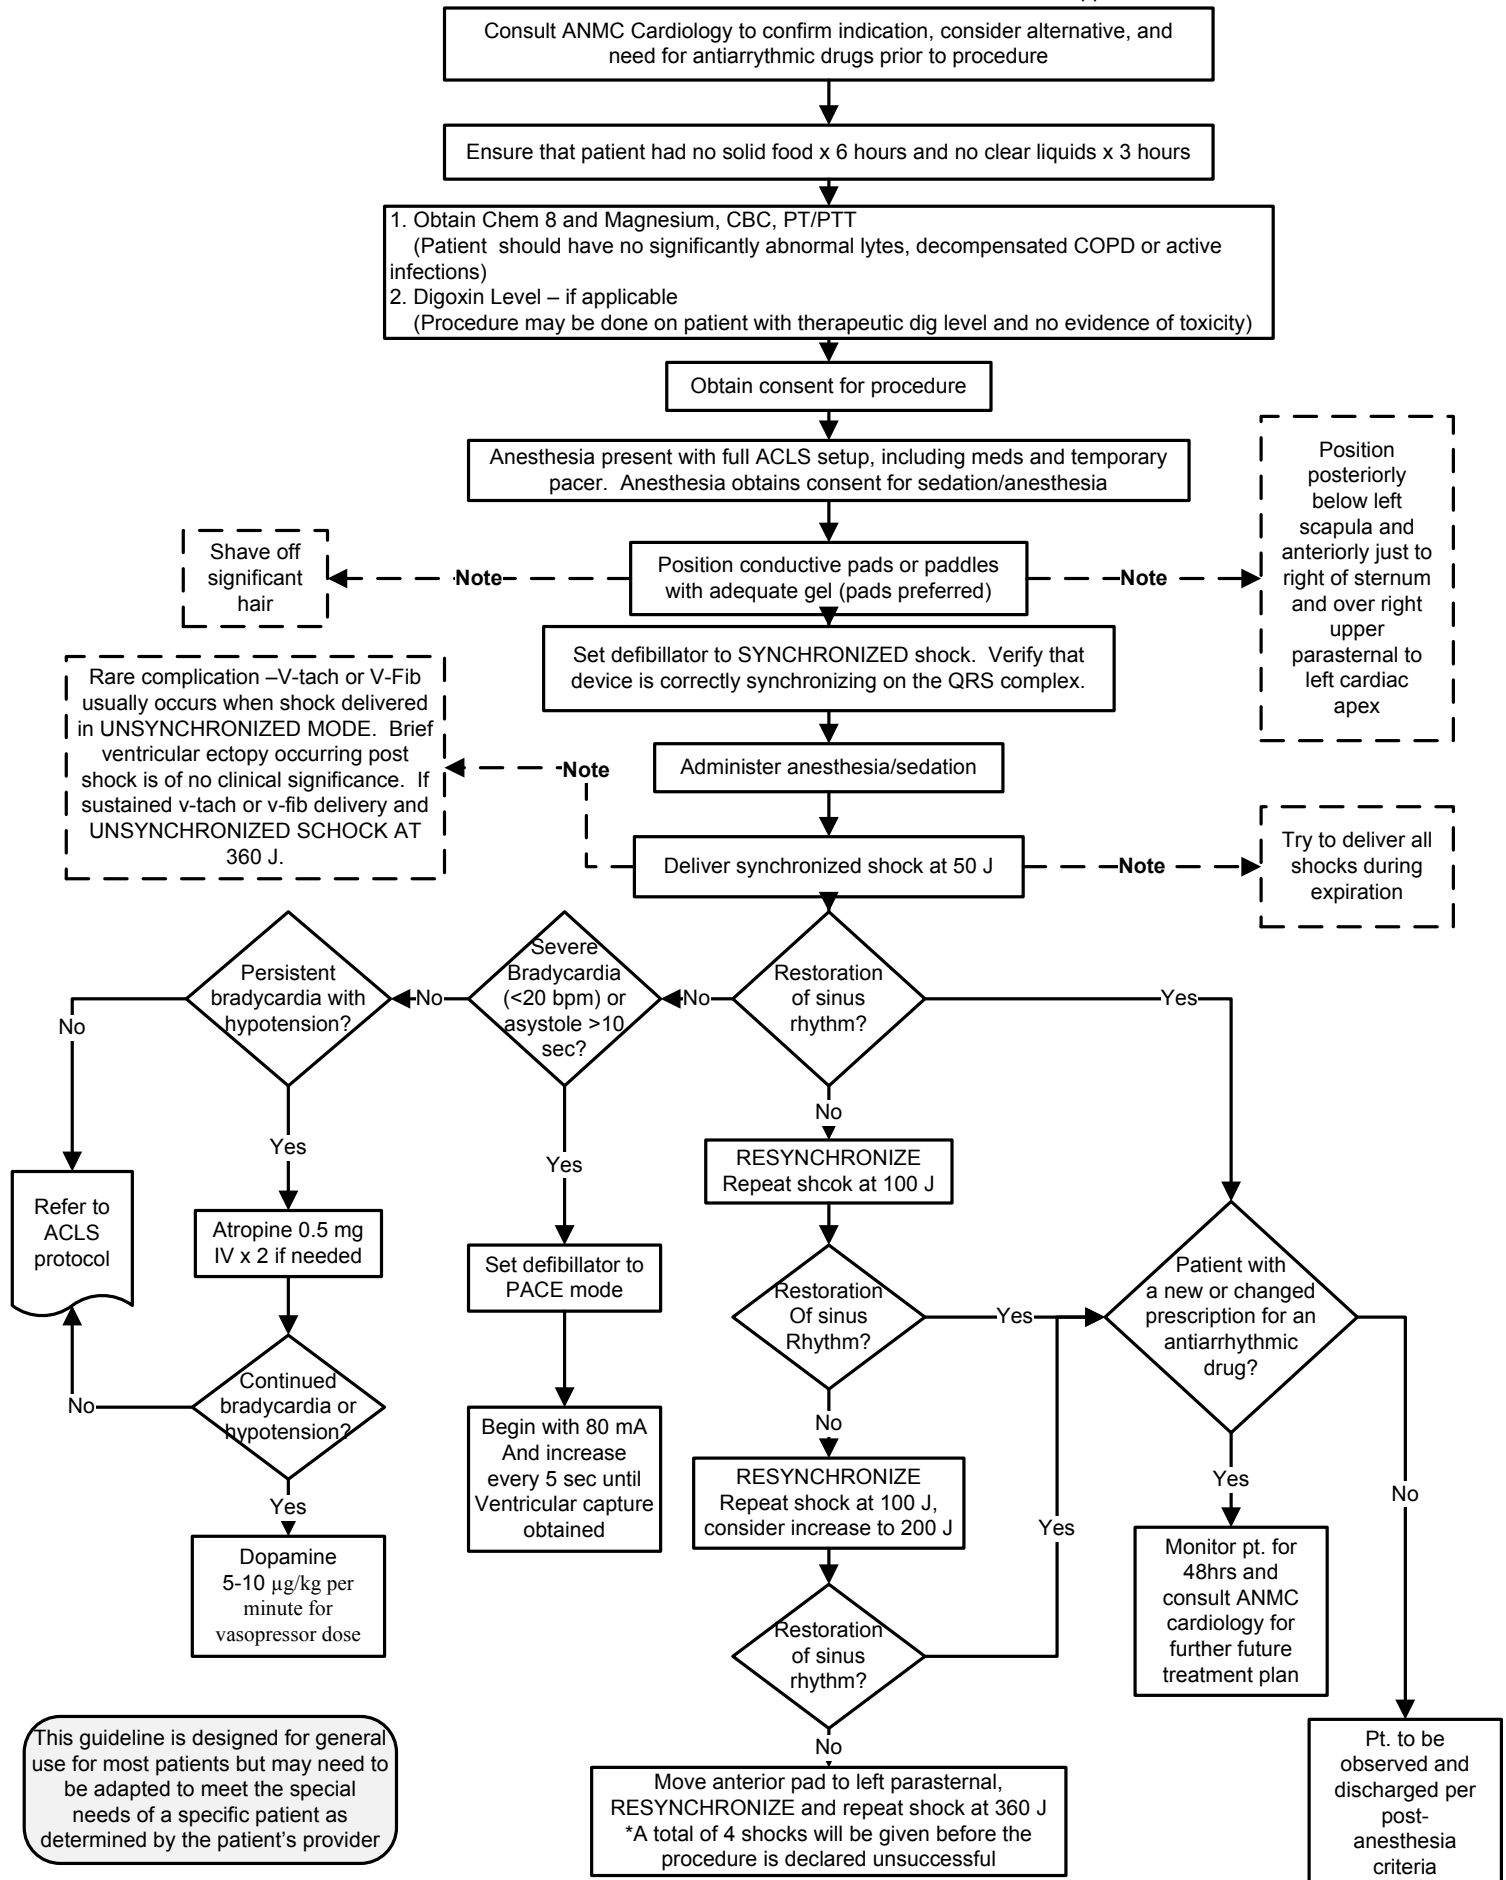 Consult ANMC Cardiology to confirm indication, consider alternative, and
need for antiarrythmic drugs prior to procedure
Ensure that patient had no solid food x 6 hours and no clear liquids x 3 hours
1. Obtain Chem 8 and Magnesium, CBC, PT/PTT
(Patient should have no significantly abnormal lytes, decompensated COPD or active
infections)
2. Digoxin Level – if applicable
(Procedure may be done on patient with therapeutic dig level and no evidence of toxicity)
Obtain consent for procedure
Anesthesia present with full ACLS setup, including meds and temporary
pacer. Anesthesia obtains consent for sedation/anesthesia
Shave off
significant
hair
Note
Position conductive pads or paddles
with adequate gel (pads preferred)
Note
Position
posteriorly
below left
scapula and
anteriorly just to
right of sternum
and over right
upper
parasternal to
left cardiac
apex
Set defibillator to SYNCHRONIZED shock. Verify that
device is correctly synchronizing on the QRS complex.
Rare complication –V-tach or V-Fib
usually occurs when shock delivered
in UNSYNCHRONIZED MODE. Brief
ventricular ectopy occurring post
shock is of no clinical significance. If
sustained v-tach or v-fib delivery and
UNSYNCHRONIZED SCHOCK AT
360 J.
Note
Administer anesthesia/sedation
Deliver synchronized shock at 50 J
Note
Try to deliver all
shocks during
expiration
Persistent
bradycardia with
hypotension?
No
Severe
Bradycardia
(<20 bpm) or
asystole >10
sec?
No
Restoration
of sinus
rhythm?
Yes
No
Yes
Yes
No
Refer to
ACLS
protocol
Atropine 0.5 mg
IV x 2 if needed
Set defibillator to
PACE mode
RESYNCHRONIZE
Repeat shcok at 100 J
Restoration
Of sinus
Rhythm?
Yes
Patient with
a new or changed
prescription for an
antiarrhythmic
drug?
Continued
bradycardia or
hypotension?
No
Yes
Begin with 80 mA
And increase
every 5 sec until
Ventricular capture
obtained
No
RESYNCHRONIZE
Repeat shock at 100 J,
consider increase to 200 J
Yes
Yes
No
Dopamine
5-10 µg/kg per
minute for
vasopressor dose
Restoration
of sinus
rhythm?
Monitor pt. for
48hrs and
consult ANMC
cardiology for
further future
treatment plan
No
This guideline is designed for general
use for most patients but may need to
be adapted to meet the special
needs of a specific patient as
determined by the patient's provider
Move anterior pad to left parasternal,
RESYNCHRONIZE and repeat shock at 360 J
*A total of 4 shocks will be given before the
procedure is declared unsuccessful
Pt. to be
observed and
discharged per
post-
anesthesia
criteria